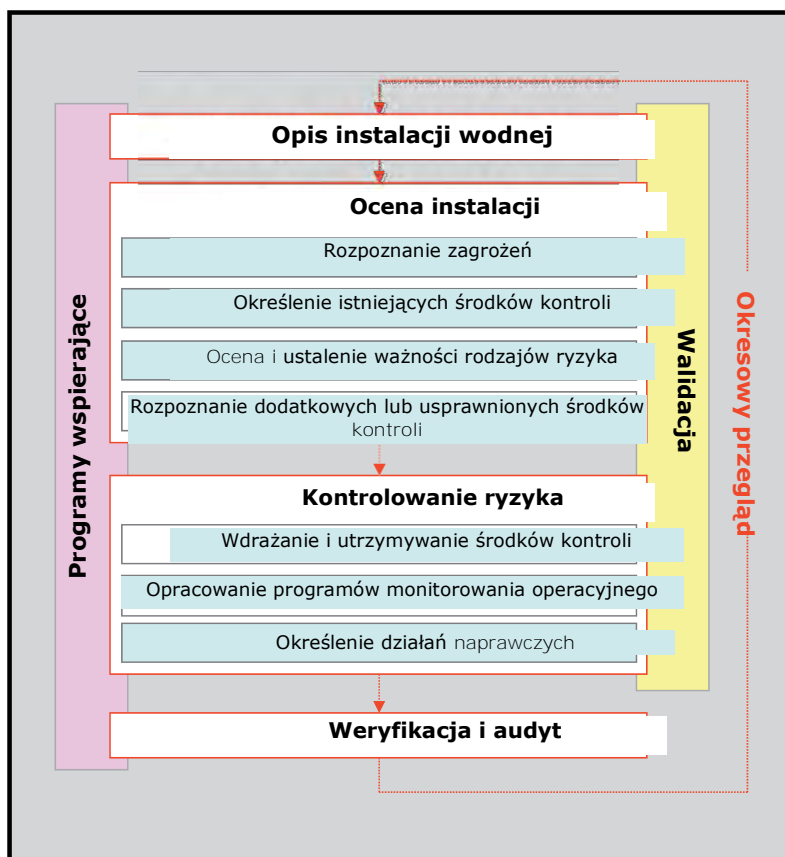 Opis instalacji wodnej
Ocena instalacji
Rozpoznanie zagrożeń
Określenie istniejących środków kontroli
Ocena i ustalenie ważności rodzajów ryzyka
Rozpoznanie dodatkowych lub usprawnionych środków
kontroli
Kontrolowanie ryzyka
Wdrażanie i utrzymywanie środków kontroli
Opracowanie programów monitorowania operacyjnego
Określenie działań naprawczych
Weryfikacja i audyt
Programy wspierające
Walidacja
Okresowy przegląd